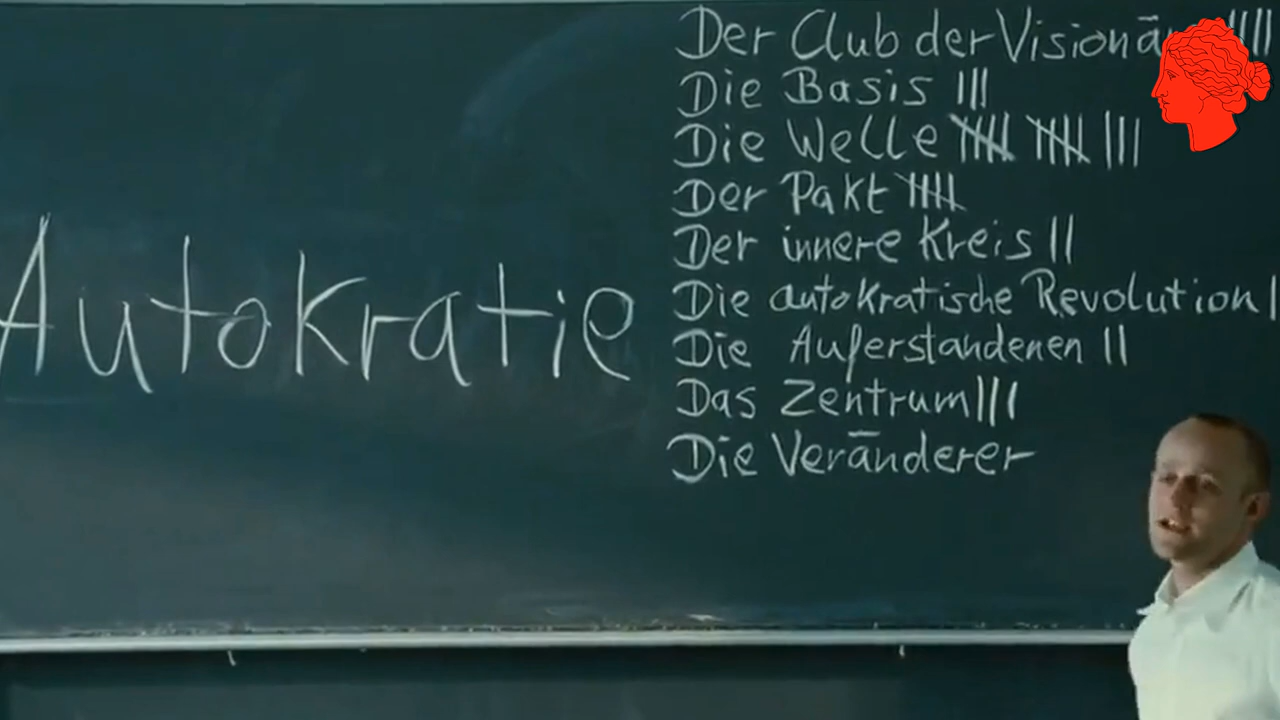 Autokratie
Der Club der Visionä
Die Basis |||
Die Welle |||| |||| |||
Der Pakt ||||
Der innere Kreis ||
Die autokratische Revolution |
Die Auferstandenen ||
Das Zentrum |||
Die Veränderer